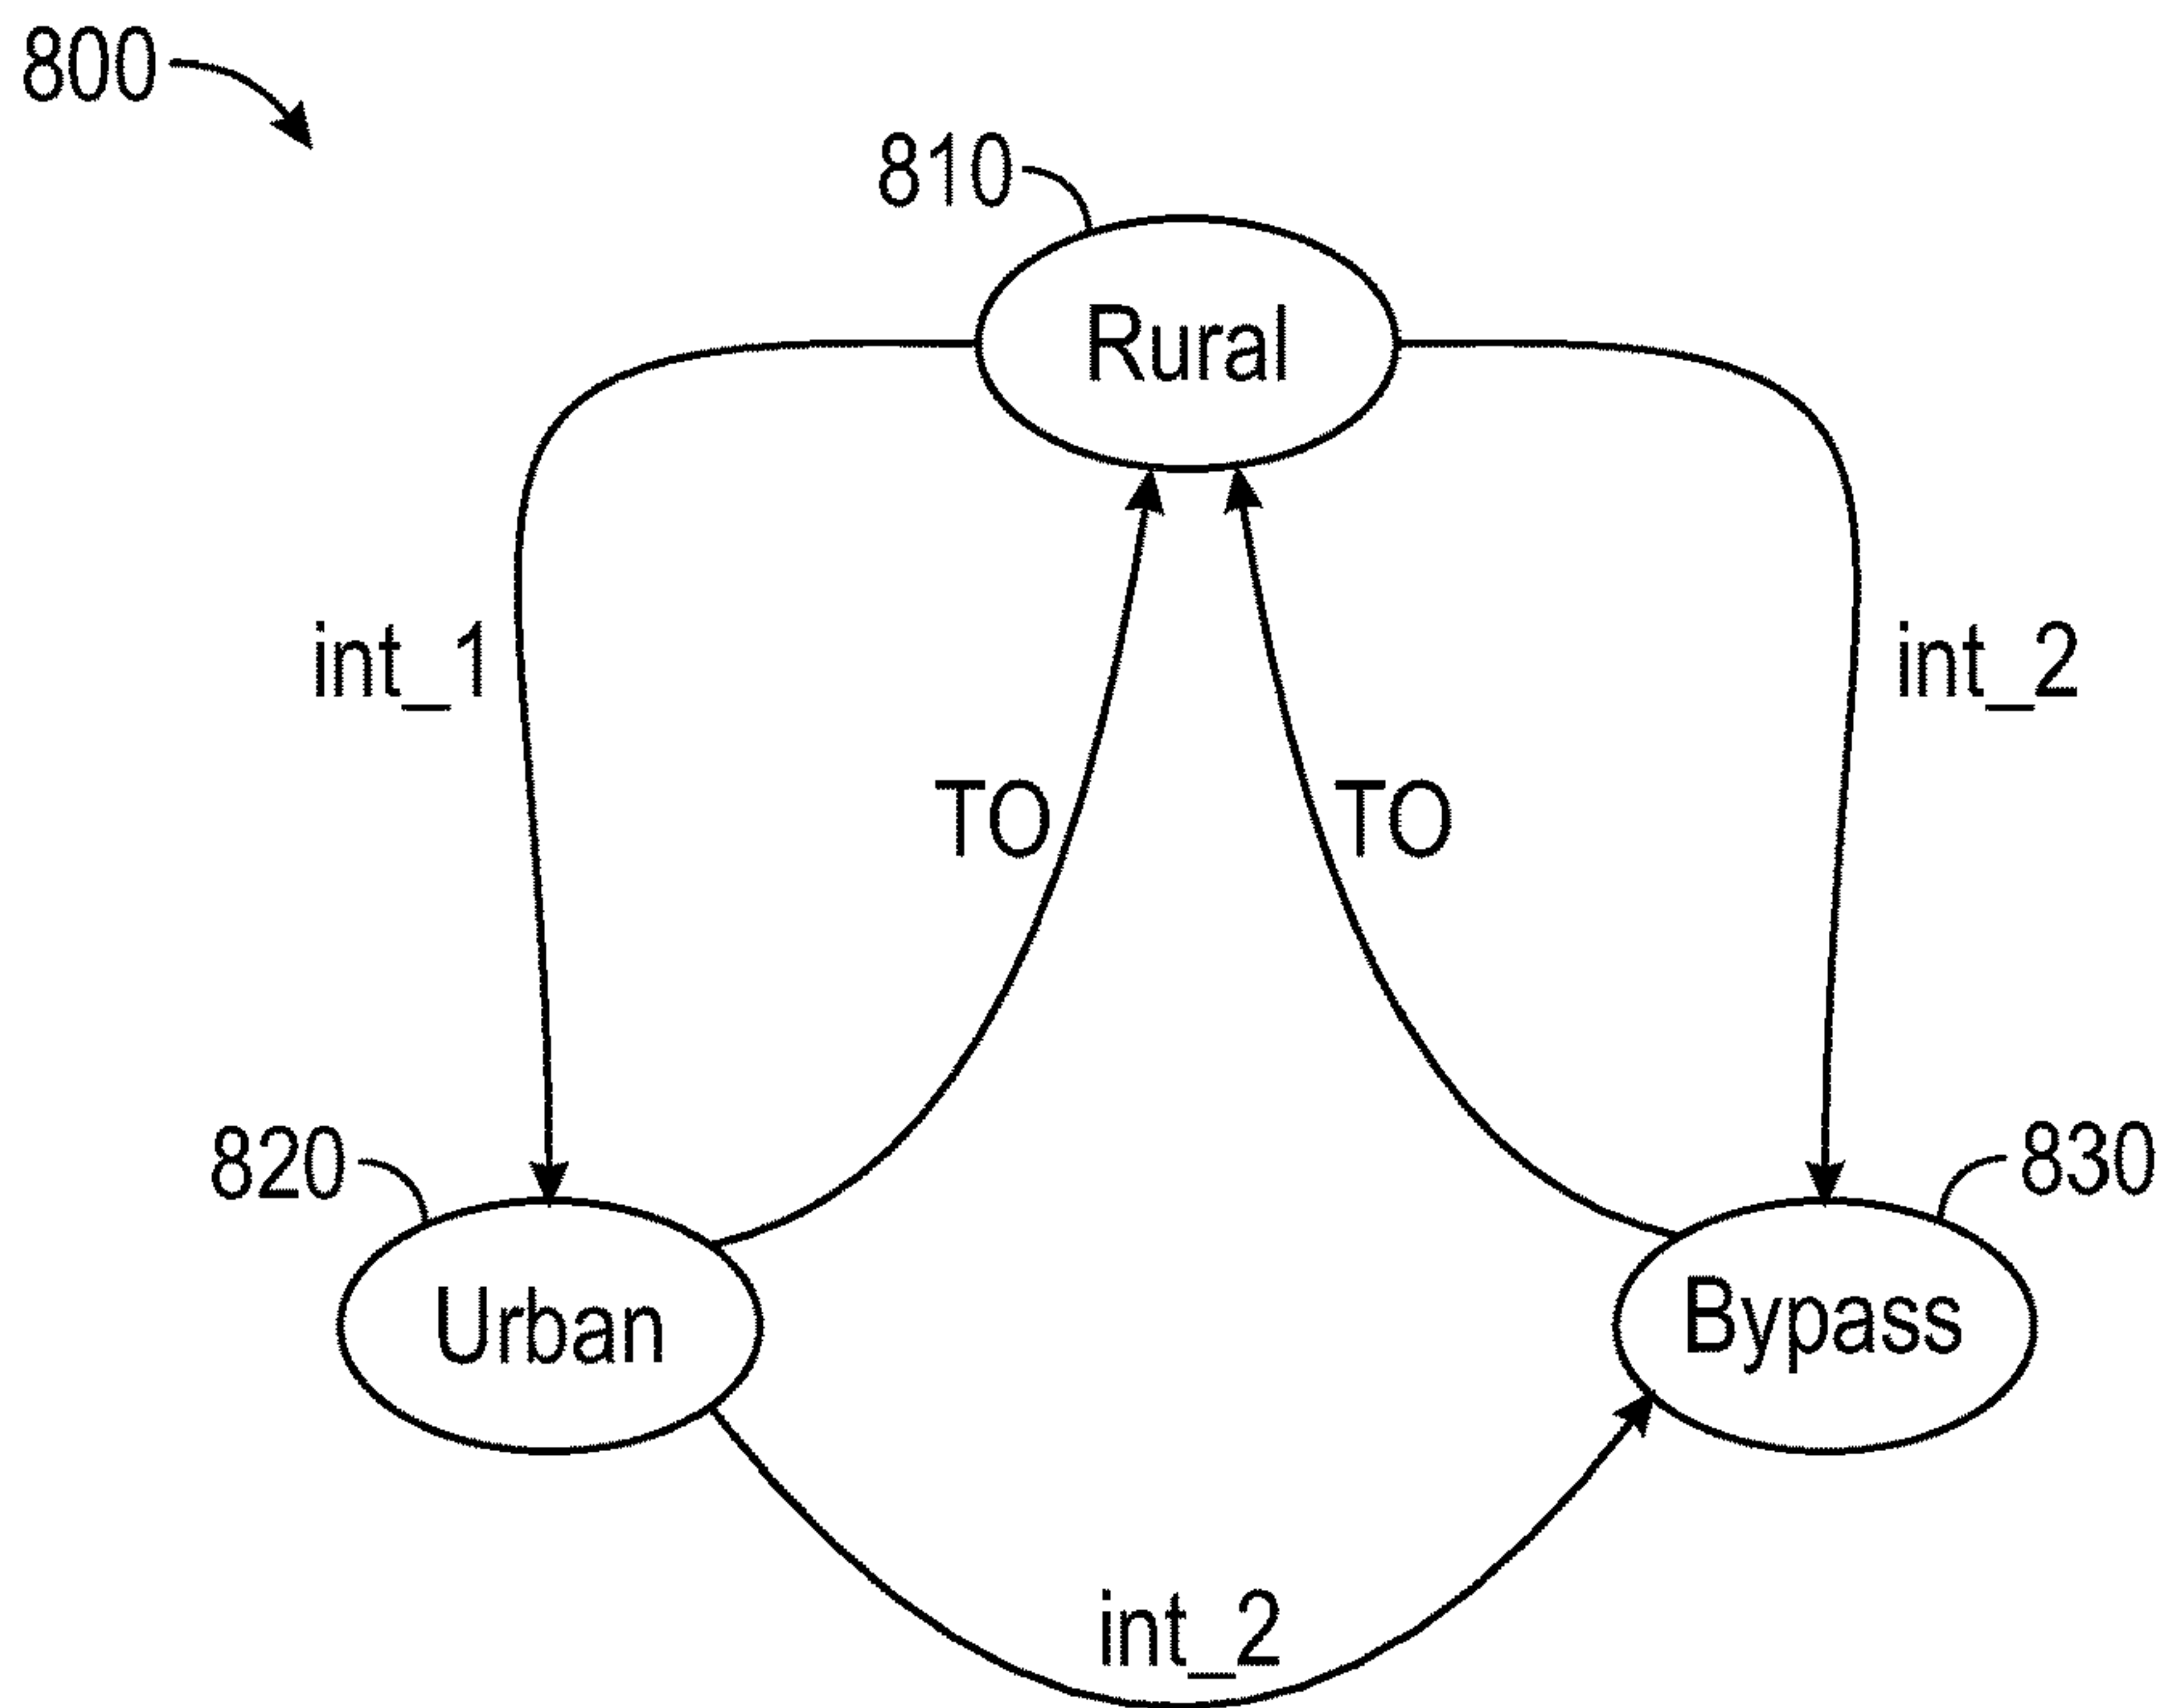 800
810
Rural
int_1
int_2
TO
TO
820
830
Urban
Bypass
int_2